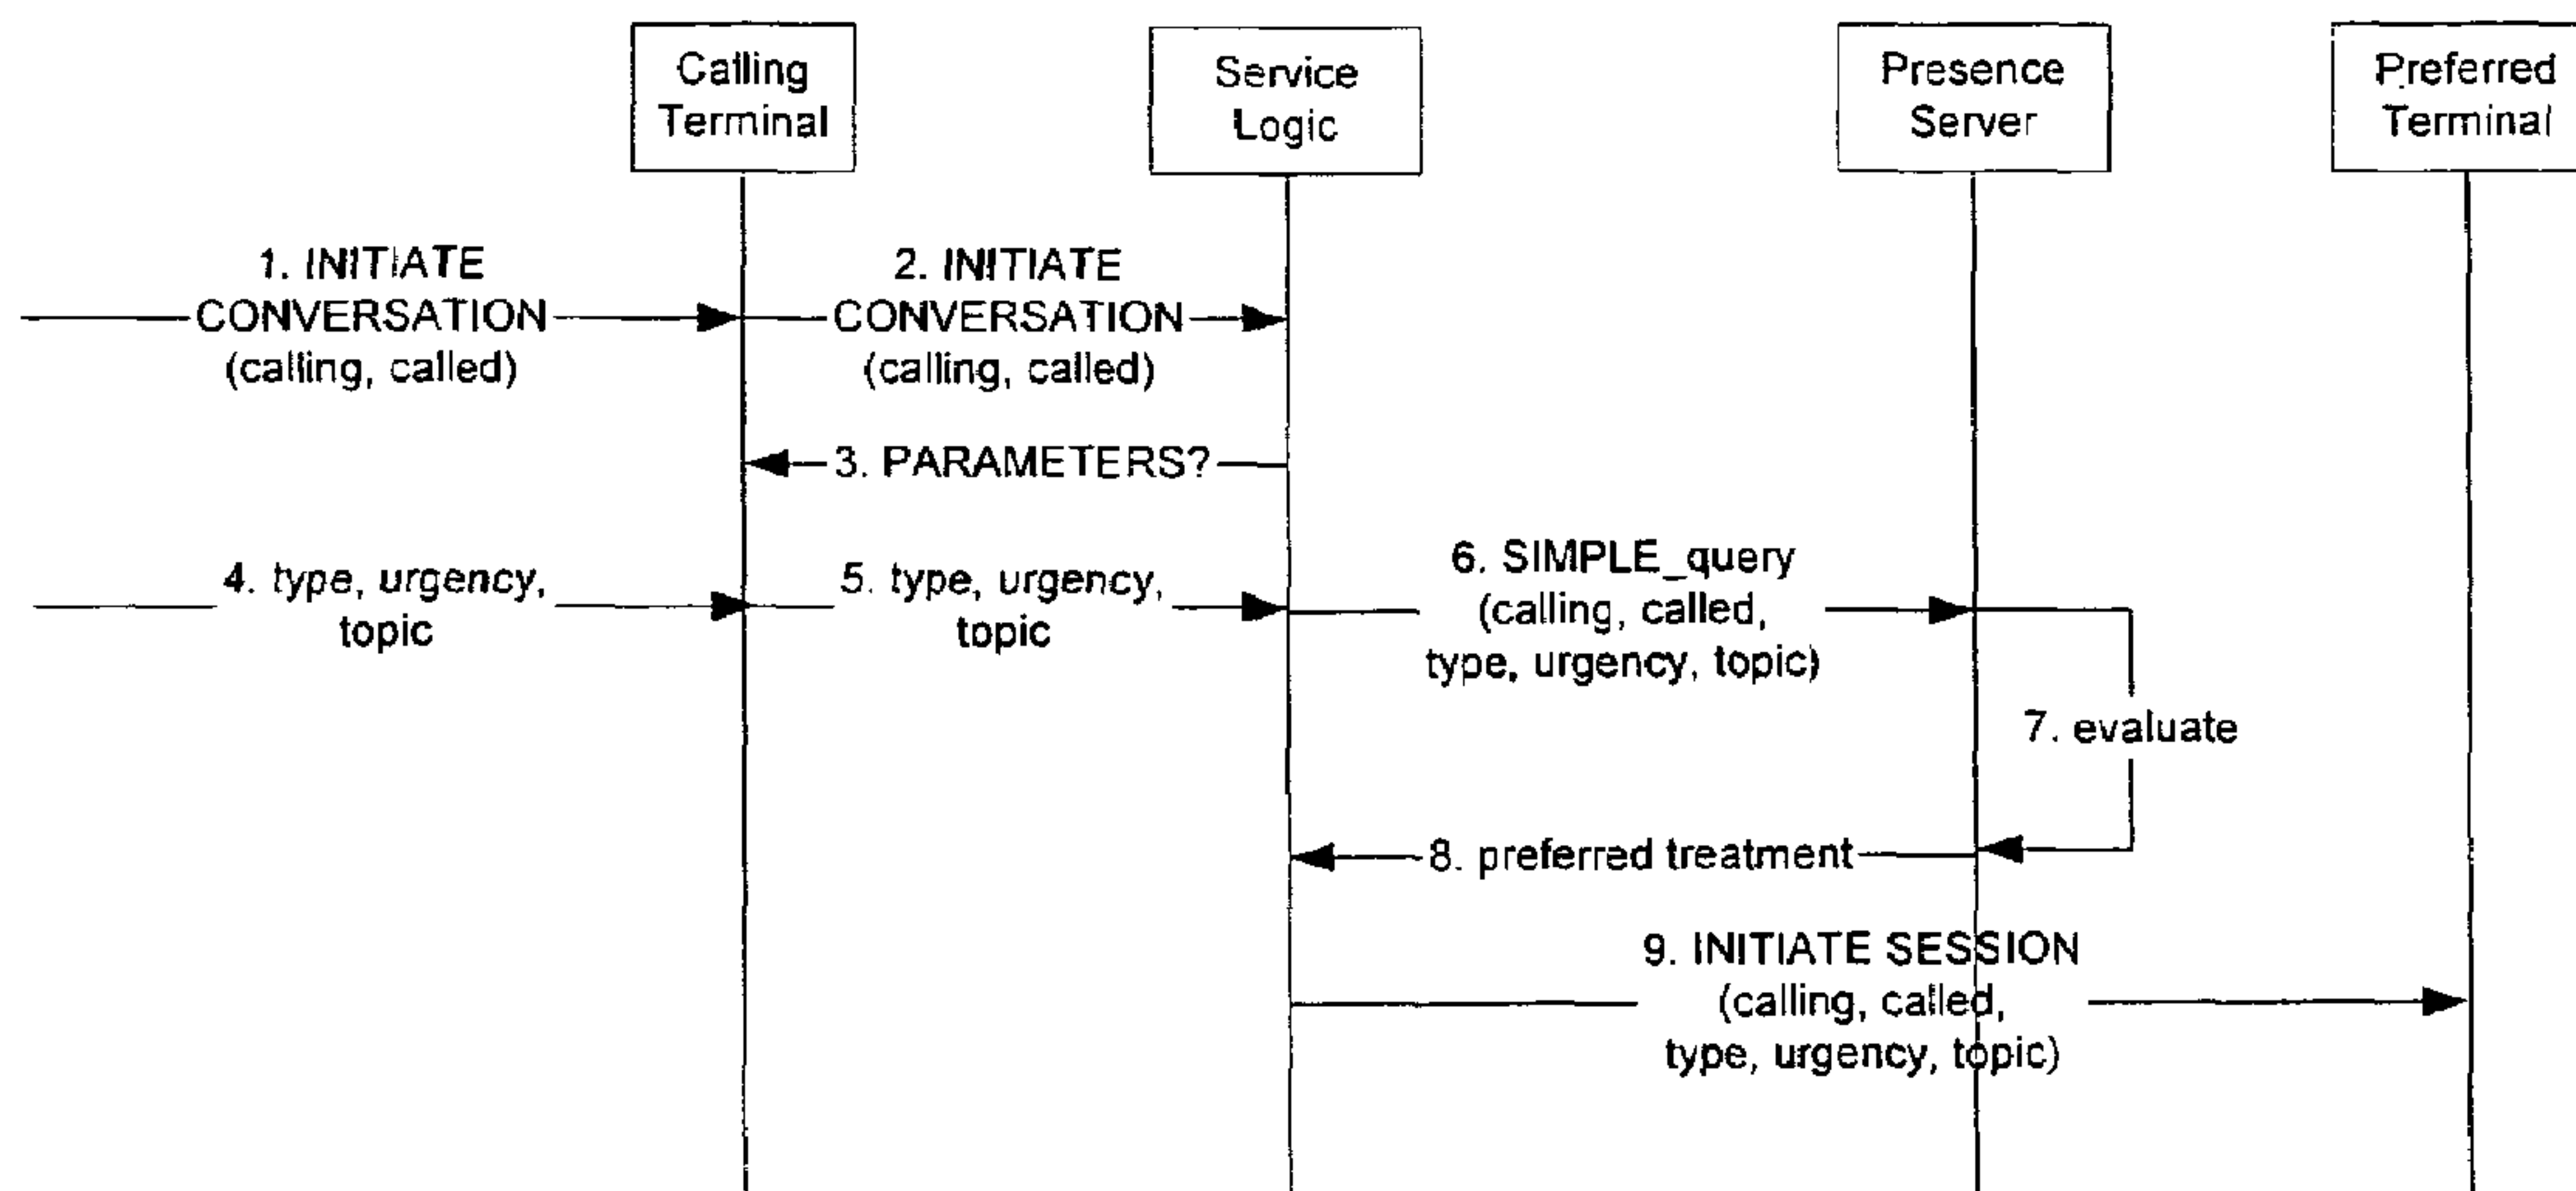 Calling
Terminal
Service
Logic
Presence
Server
Preferred
Terminal
1. INITIATE
CONVERSATION
(calling, called)
2. INITIATE
CONVERSATION
(calling, called)
3. PARAMETERS?
4. type, urgency,
topic
5. type, urgency,
topic
6. SIMPLE_query
(calling, called,
type, urgency, topic)
7. evaluate
8. preferred treatment
9. INITIATE SESSION
(calling, called,
type, urgency, topic)